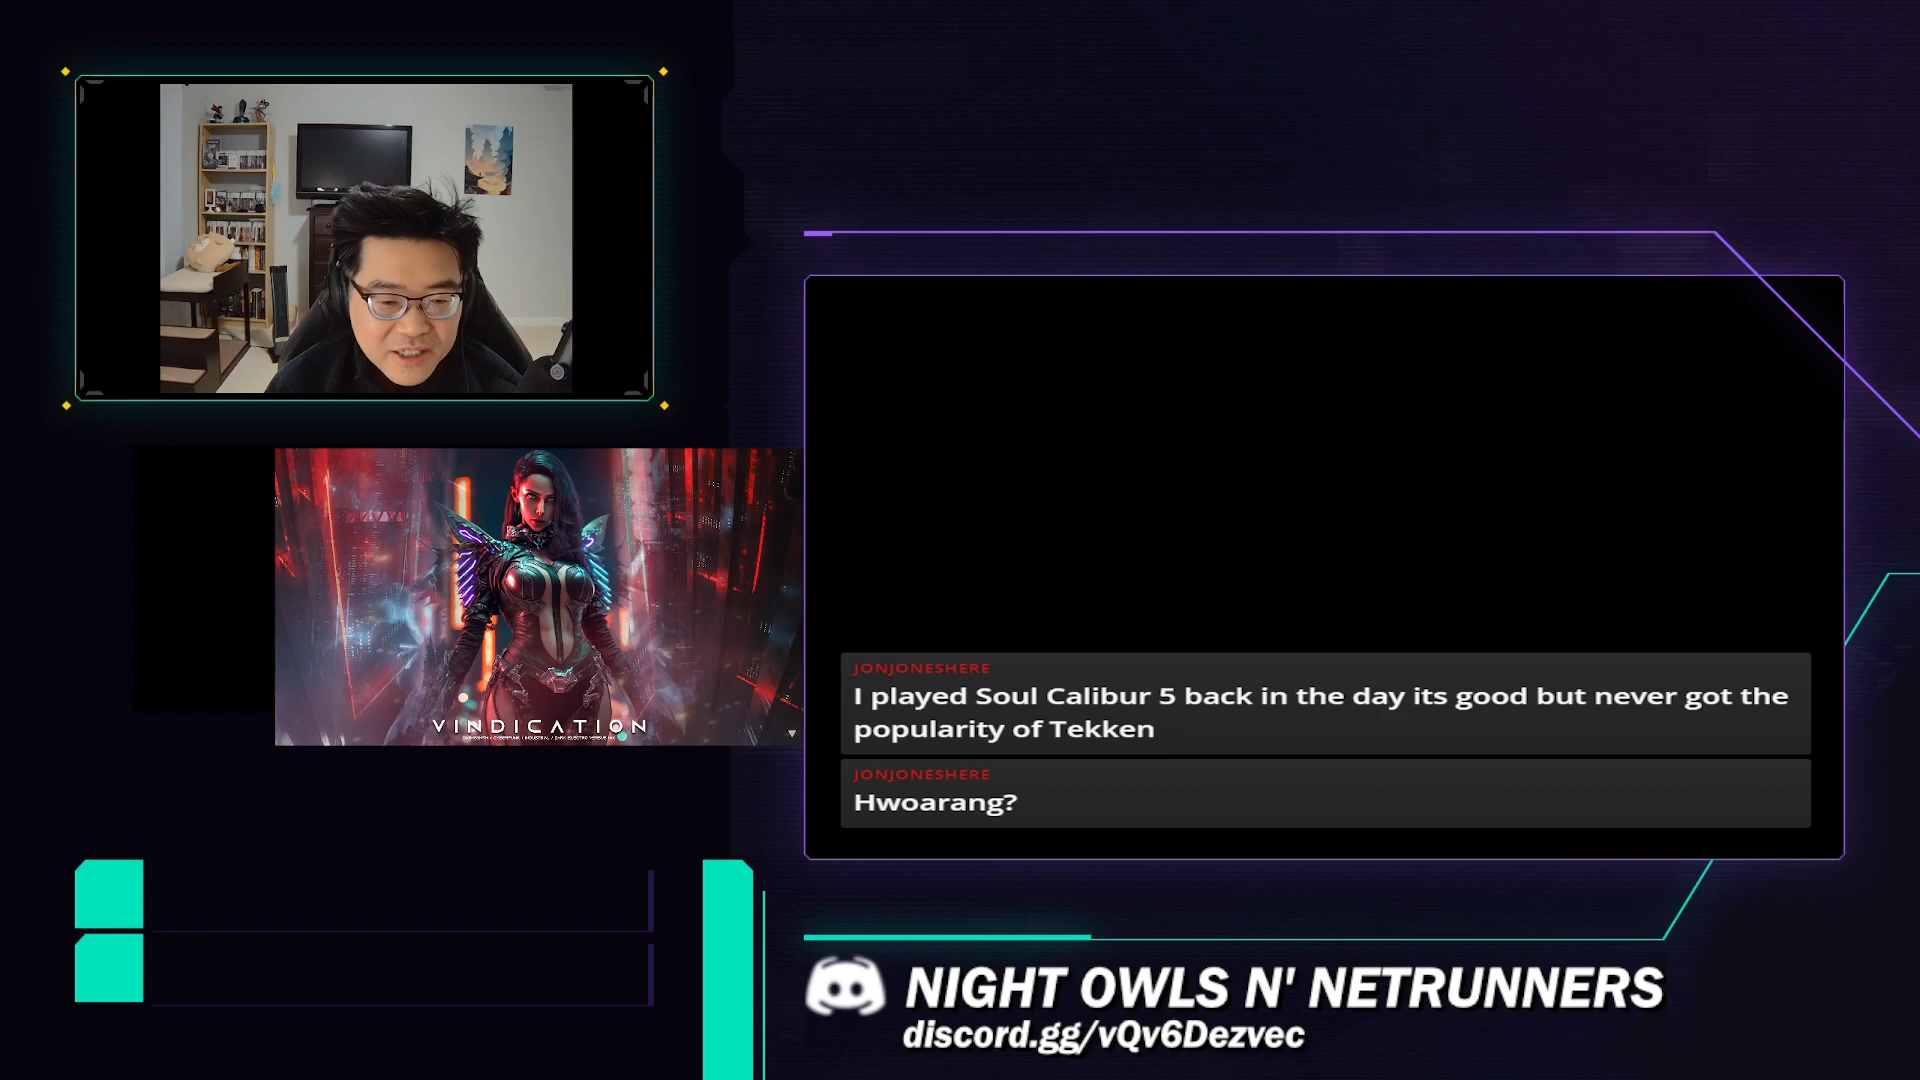 VINDICATION
JONJONESHERE
I played Soul Calibur 5 back in the day its good but never got the
popularity of Tekken
JONJONESHERE
Hwoarang?
NIGHT OWLS N' NETRUNNERS
discord.gg/vQv6Dezvec